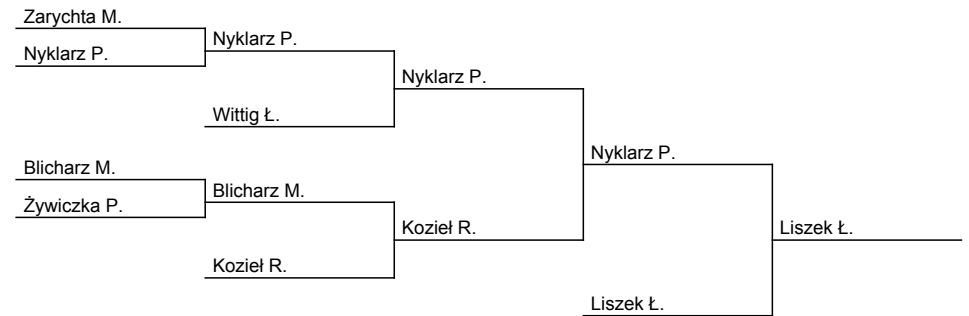 Zarychta M.
Nyklarz P.
Nyklarz P.
Nyklarz P.
Wittig Ł.
Nyklarz P.
Blicharz M.
Blicharz M.
Żywiczka P.
Kozieł R.
Liszek Ł.
Kozieł R.
Liszek Ł.